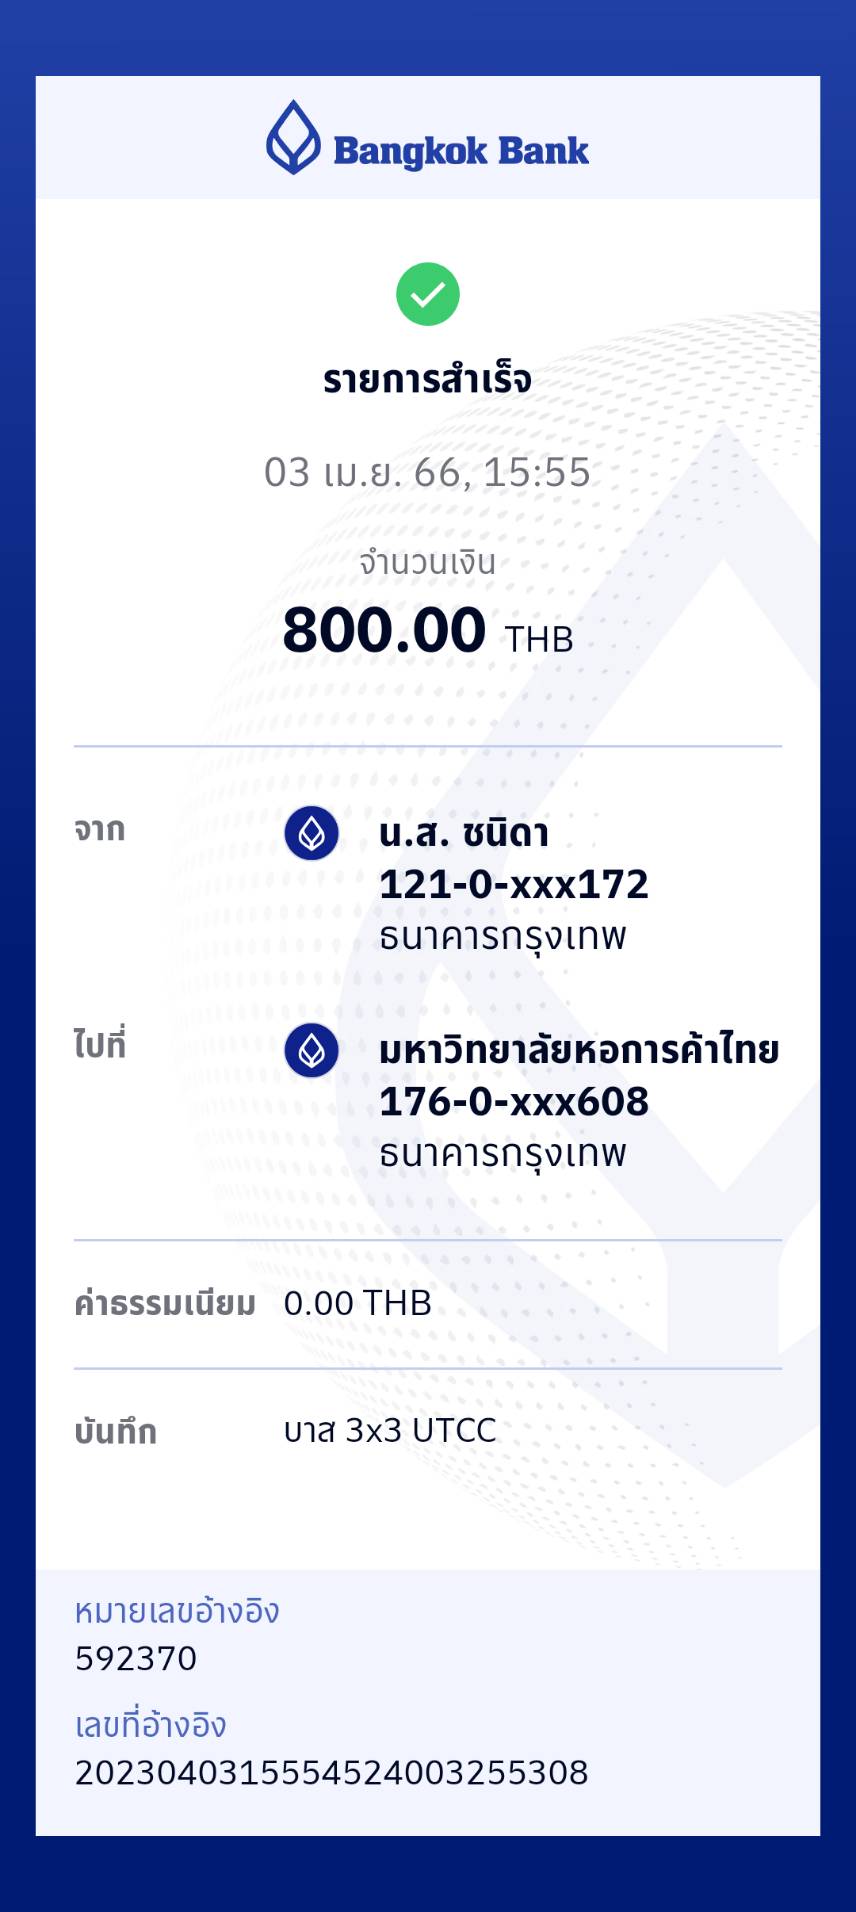 Bangkok Bank
รายการสำเร็จ
03 เม.ย. 66, 15:55
จำนวนเงิน
800.00 THB
จาก
น.ส. ชนิดา
121-0-xxx172
ธนาคารกรุงเทพ
ไปที่
มหาวิทยาลัยหอการค้าไทย
176-0-xxx608
ธนาคารกรุงเทพ
ค่าธรรมเนียม 0.00 THB
บันทึก บาส 3x3 UTCC
หมายเลขอ้างอิง
592370
เลขที่อ้างอิง
2023040315554524003255308